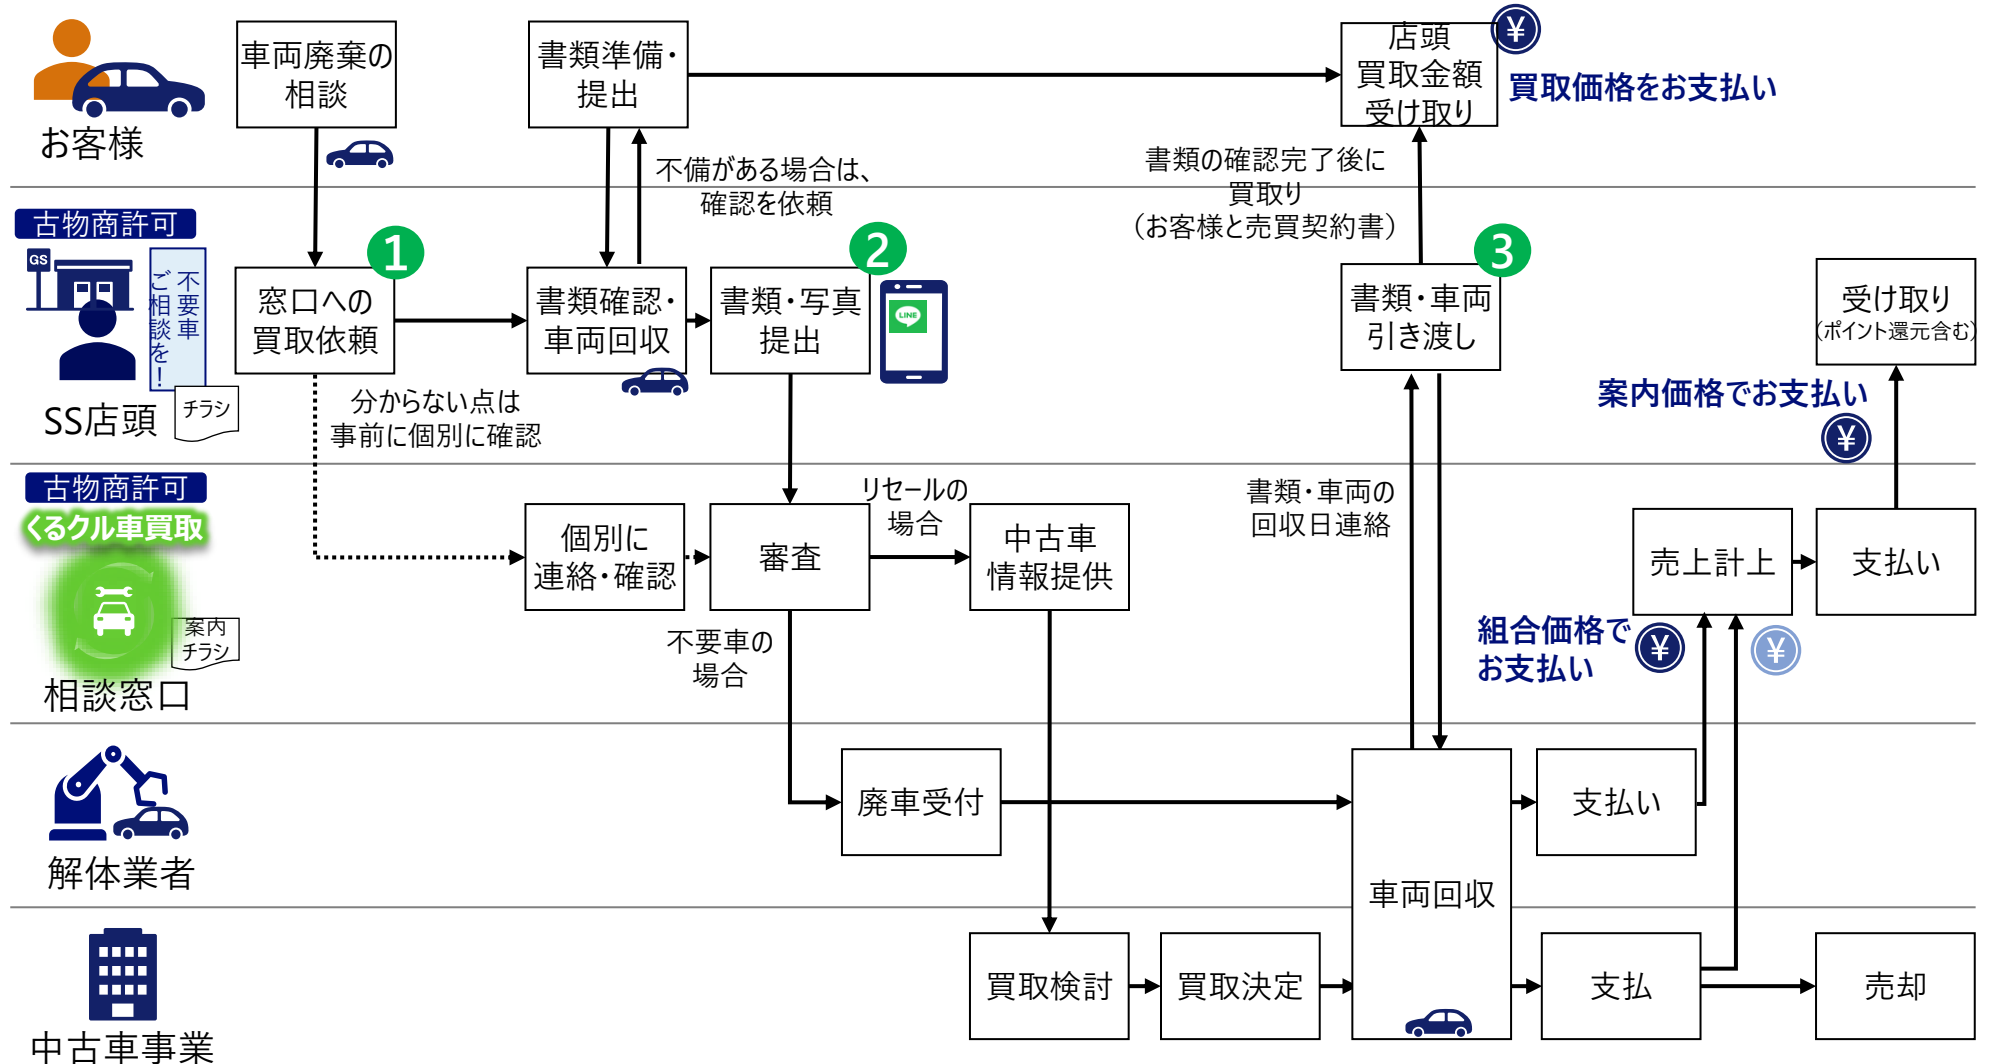 車両廃棄の
相談
書類準備・
提出
店頭
買取金額
受け取り
¥
買取価格をお支払い
お客様
不備がある場合は、
確認を依頼
書類の確認完了後に
買取り
（お客様と売買契約書）
古物商許可
GS
不要車
ご相談を！
チラシ
SS店頭
1
窓口への
買取依頼
書類確認・
車両回収
2
書類・写真
提出
LINE
3
書類・車両
引き渡し
受け取り
(ポイント還元含む)
分からない点は
事前に個別に確認
案内価格でお支払い
¥
古物商許可
くるクル車買取
案内
チラシ
相談窓口
個別に
連絡・確認
審査
リセールの
場合
中古車
情報提供
書類・車両の
回収日連絡
売上計上
支払い
不要車の
場合
組合価格で
お支払い
¥
¥
解体業者
廃車受付
車両回収
支払い
中古車事業
買取検討
買取決定
支払
売却